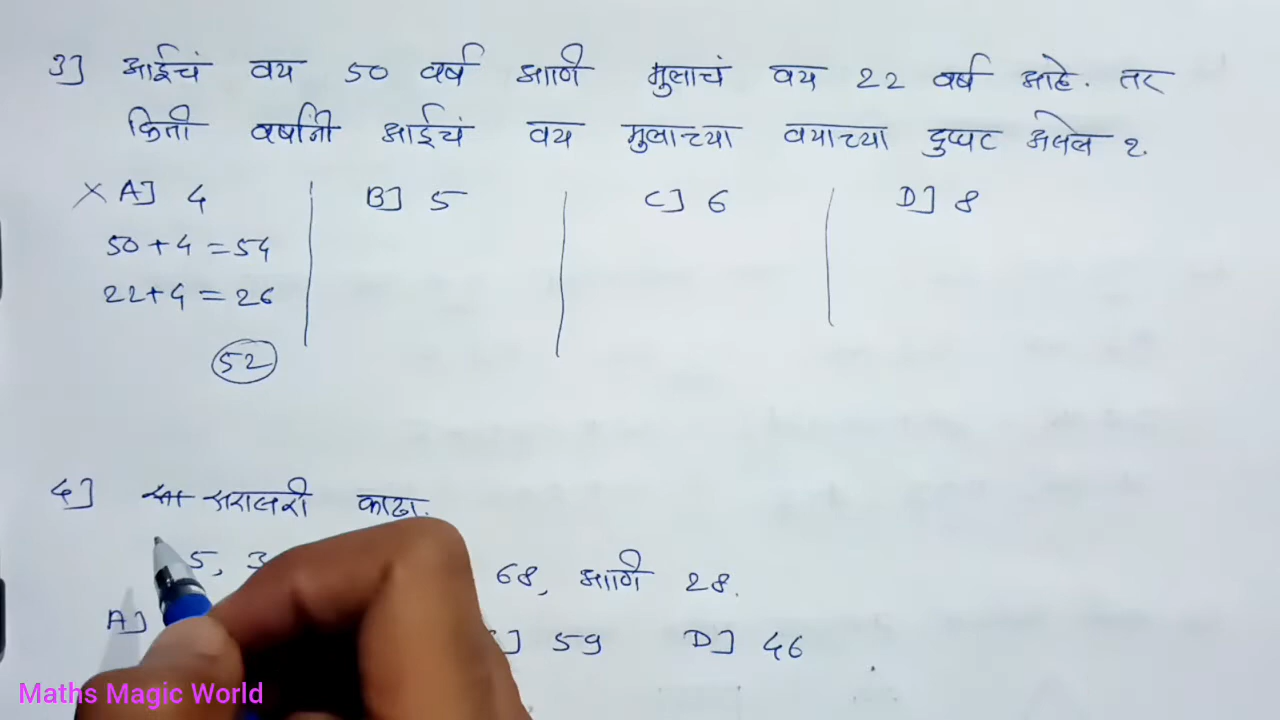 3] आईचं वय 50 वर्ष आणि मुलाचं वय 22 वर्ष आहे. तर
किती वर्षांनी आईचं वय मुलाच्या वयाच्या दुप्पट असेल ?.
A] 4 B] 5 C] 6 D] 8
50+4=54
22+4=26
52
4] सरासरी काढा.
5, 3 68, आणि 28.
A] ] 59 D] 46
Maths Magic World